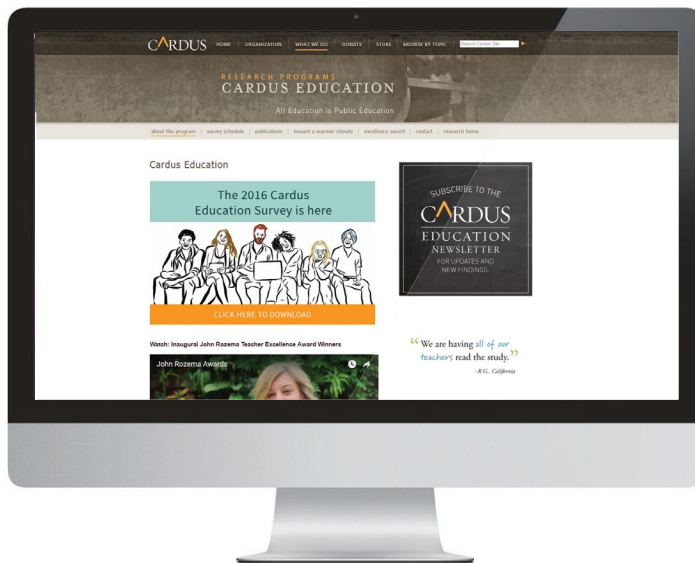 CARDUS HOME ORGANIZATION WHAT WE DO DONATE STORE BROWSE BY TOPIC Search Cardus Site
RESEARCH PROGRAMS
CARDUS EDUCATION
All Education is Public Education
about this program survey schedule publications toward a warmer climate excellence award contact research home
Cardus Education
The 2016 Cardus
Education Survey is here
CLICK HERE TO DOWNLOAD
Watch: Inaugural John Rozema Teacher Excellence Award Winners
John Rozema Awards
SUBSCRIBE TO THE
CARDUS
EDUCATION
NEWSLETTER
FOR UPDATES AND
NEW FINDINGS.
“We are having all of our
teachers read the study.”
–R.G., California